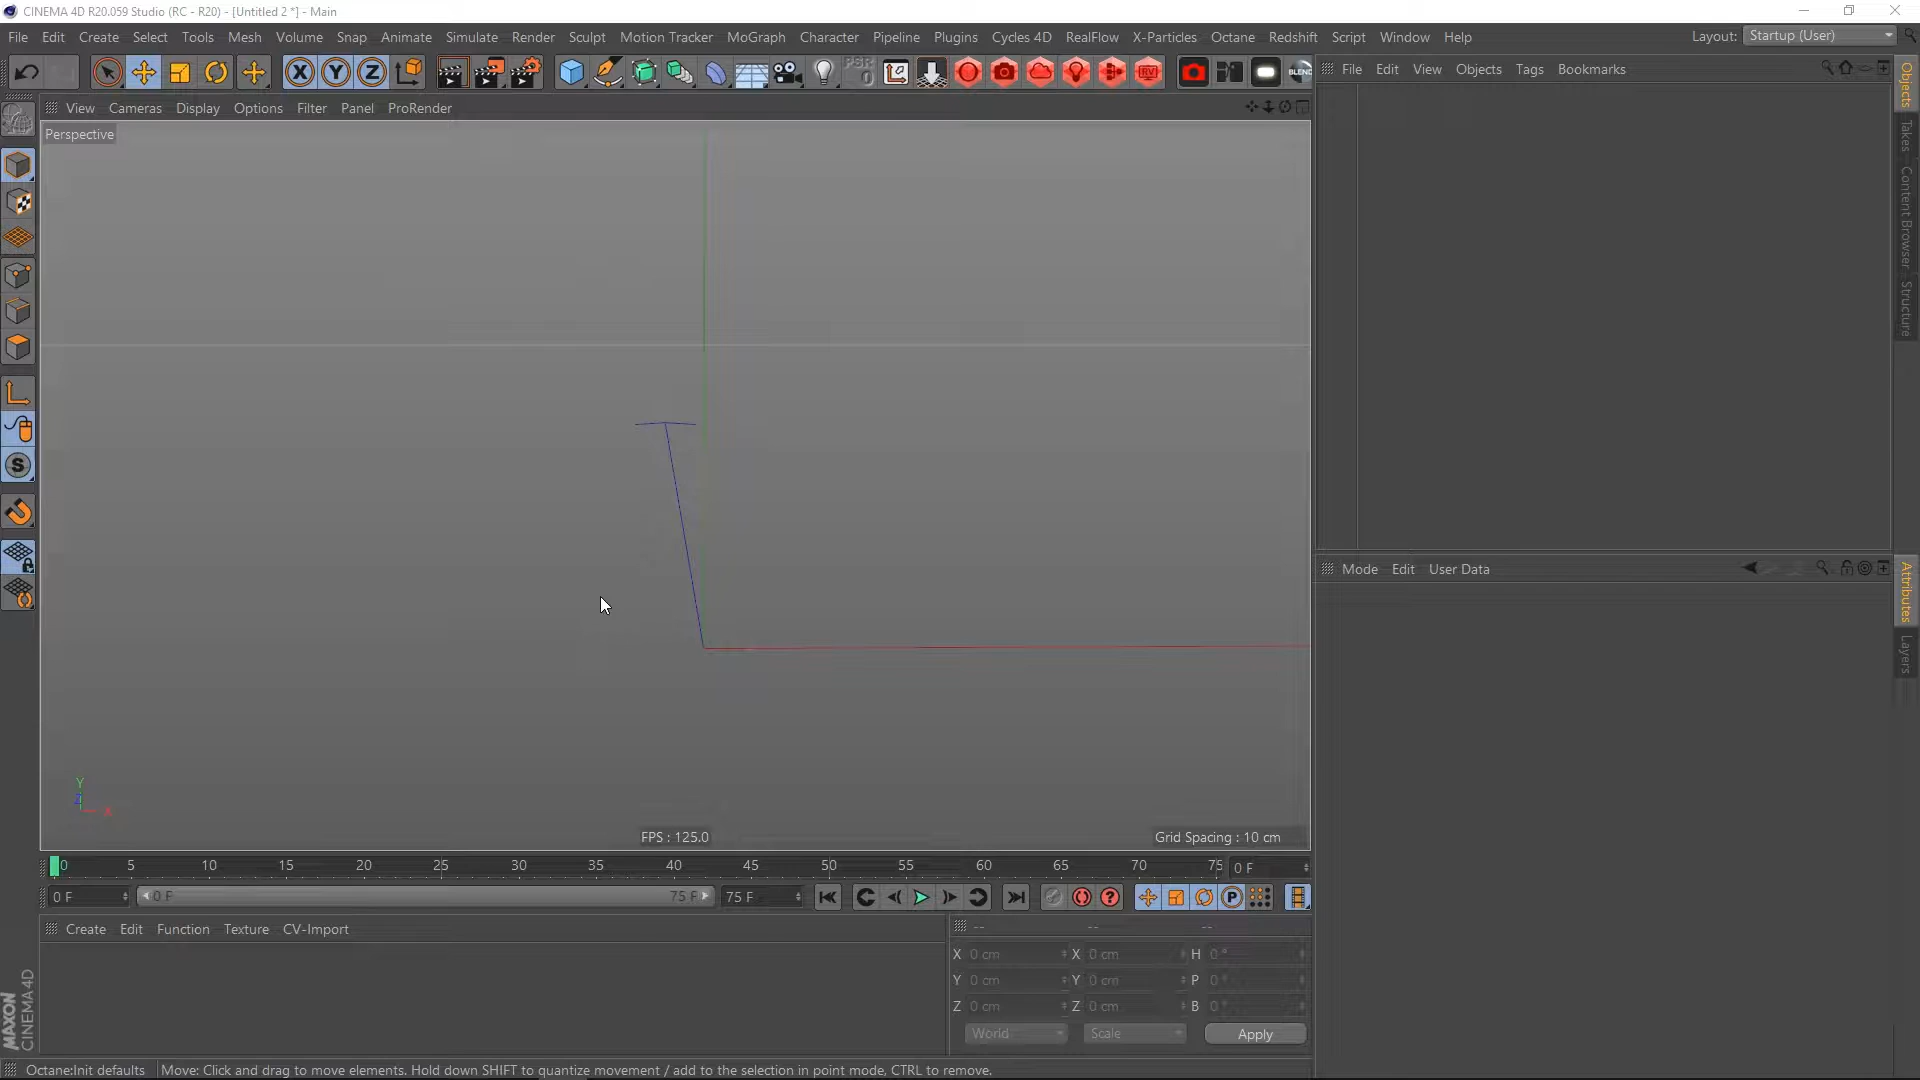 CINEMA 4D R20.059 Studio (RC - R20) - [Untitled 2 *] - Main
File Edit Create Select Tools Mesh Volume Snap Animate Simulate Render Sculpt Motion Tracker MoGraph Character Pipeline Plugins Cycles 4D RealFlow X-Particles Octane Redshift Script Window Help
Layout: Startup (User)
X Y Z PSR 0 RV BLEND
File Edit View Objects Tags Bookmarks
View Cameras Display Options Filter Panel ProRender
Perspective
Objects
Takes
Content Browser
Structure
S
Mode Edit User Data
Attributes
Layers
Y
Z
X
FPS : 125.0
Grid Spacing : 10 cm
0 5 10 15 20 25 30 35 40 45 50 55 60 65 70 75
0 F
0 F 0 F 75 F 75 F
P
Create Edit Function Texture CV-Import
-- -- --
X 0 cm X 0 cm H 0 °
Y 0 cm Y 0 cm P 0 °
Z 0 cm Z 0 cm B 0 °
World Scale Apply
MAXON
CINEMA 4D
Octane:Init defaults
Move: Click and drag to move elements. Hold down SHIFT to quantize movement / add to the selection in point mode, CTRL to remove.